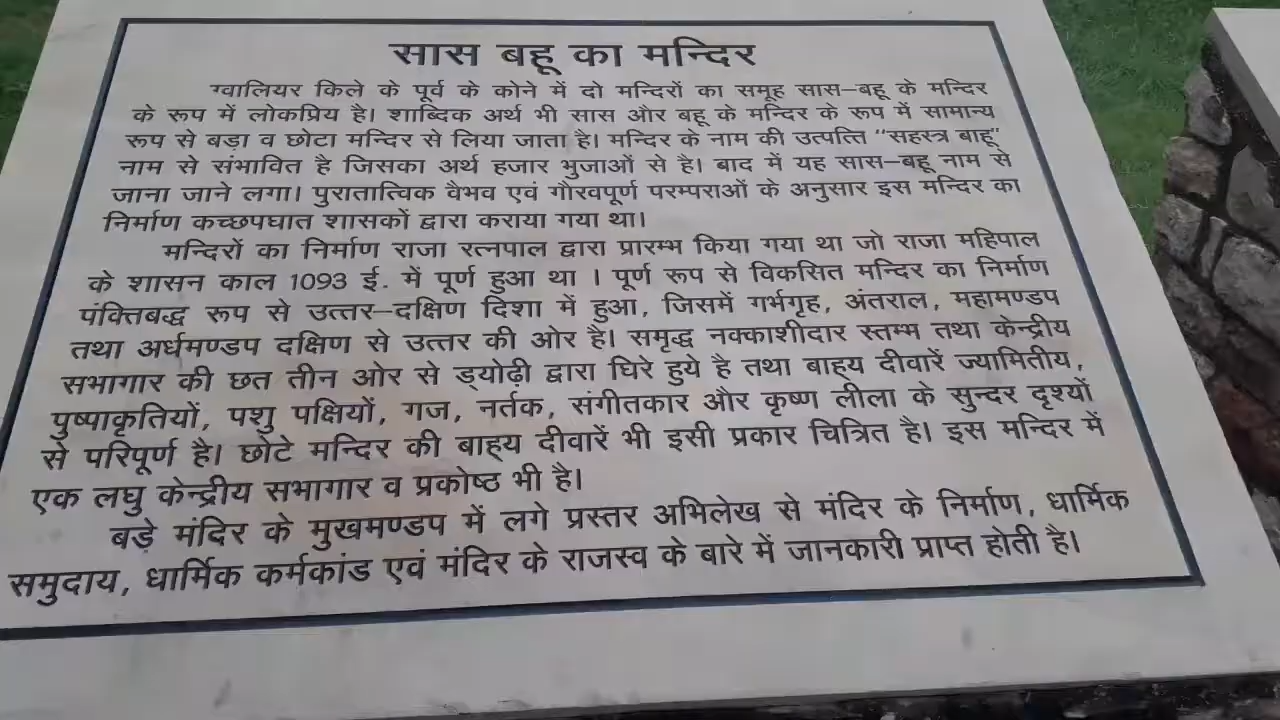 सास बहू का मन्दिर
ग्वालियर किले के पूर्व के कोने में दो मन्दिरों का समूह सास–बहू के मन्दिर
के रूप में लोकप्रिय है। शाब्दिक अर्थ भी सास और बहू के मन्दिर के रूप में सामान्य
रूप से बड़ा व छोटा मन्दिर से लिया जाता है। मन्दिर के नाम की उत्पत्ति “सहस्त्र बाहू”
नाम से संभावित है जिसका अर्थ हजार भुजाओं से है। बाद में यह सास–बहू नाम से
जाना जाने लगा। पुरातात्विक वैभव एवं गौरवपूर्ण परम्पराओं के अनुसार इस मन्दिर का
निर्माण कच्छपघात शासकों द्वारा कराया गया था।
मन्दिरों का निर्माण राजा रत्नपाल द्वारा प्रारम्भ किया गया था जो राजा महिपाल
के शासन काल 1093 ई. में पूर्ण हुआ था । पूर्ण रूप से विकसित मन्दिर का निर्माण
पंक्तिबद्ध रूप से उत्तर–दक्षिण दिशा में हुआ, जिसमें गर्भगृह, अंतराल, महामण्डप
तथा अर्धमण्डप दक्षिण से उत्तर की ओर है। समृद्ध नक्काशीदार स्तम्भ तथा केन्द्रीय
सभागार की छत तीन ओर से ड्योढ़ी द्वारा घिरे हुये है तथा बाहय दीवारें ज्यामितीय,
पुष्पाकृतियों, पशु पक्षियों, गज, नर्तक, संगीतकार और कृष्ण लीला के सुन्दर दृश्यों
से परिपूर्ण है। छोटे मन्दिर की बाह्य दीवारें भी इसी प्रकार चित्रित है। इस मन्दिर में
एक लघु केन्द्रीय सभागार व प्रकोष्ठ भी है।
बड़े मंदिर के मुखमण्डप में लगे प्रस्तर अभिलेख से मंदिर के निर्माण, धार्मिक
समुदाय, धार्मिक कर्मकांड एवं मंदिर के राजस्व के बारे में जानकारी प्राप्त होती है।